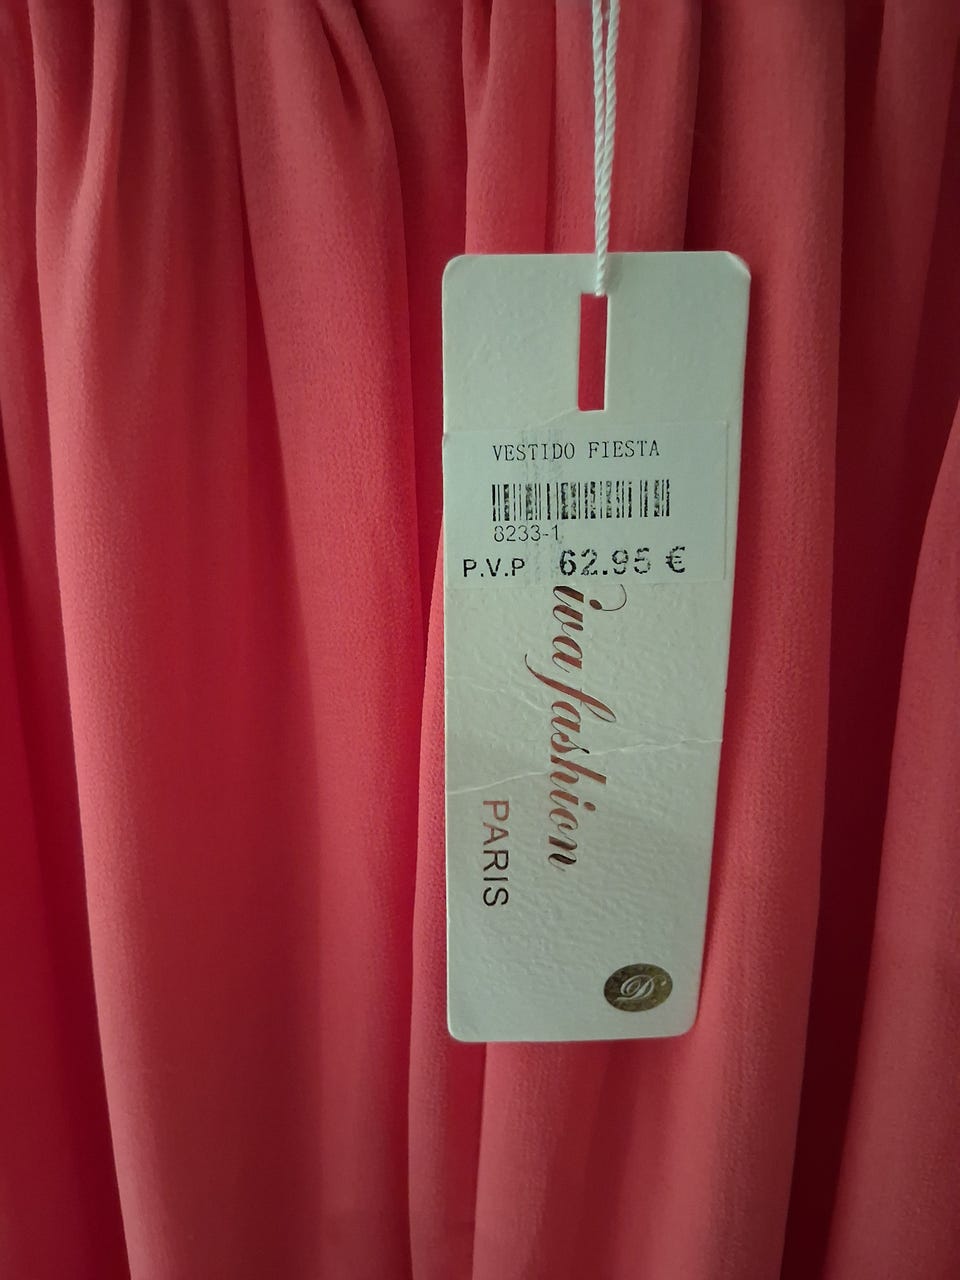 VESTIDO FIESTA
8233-1
P.V.P 62.95 €
iva fashion
PARIS
D